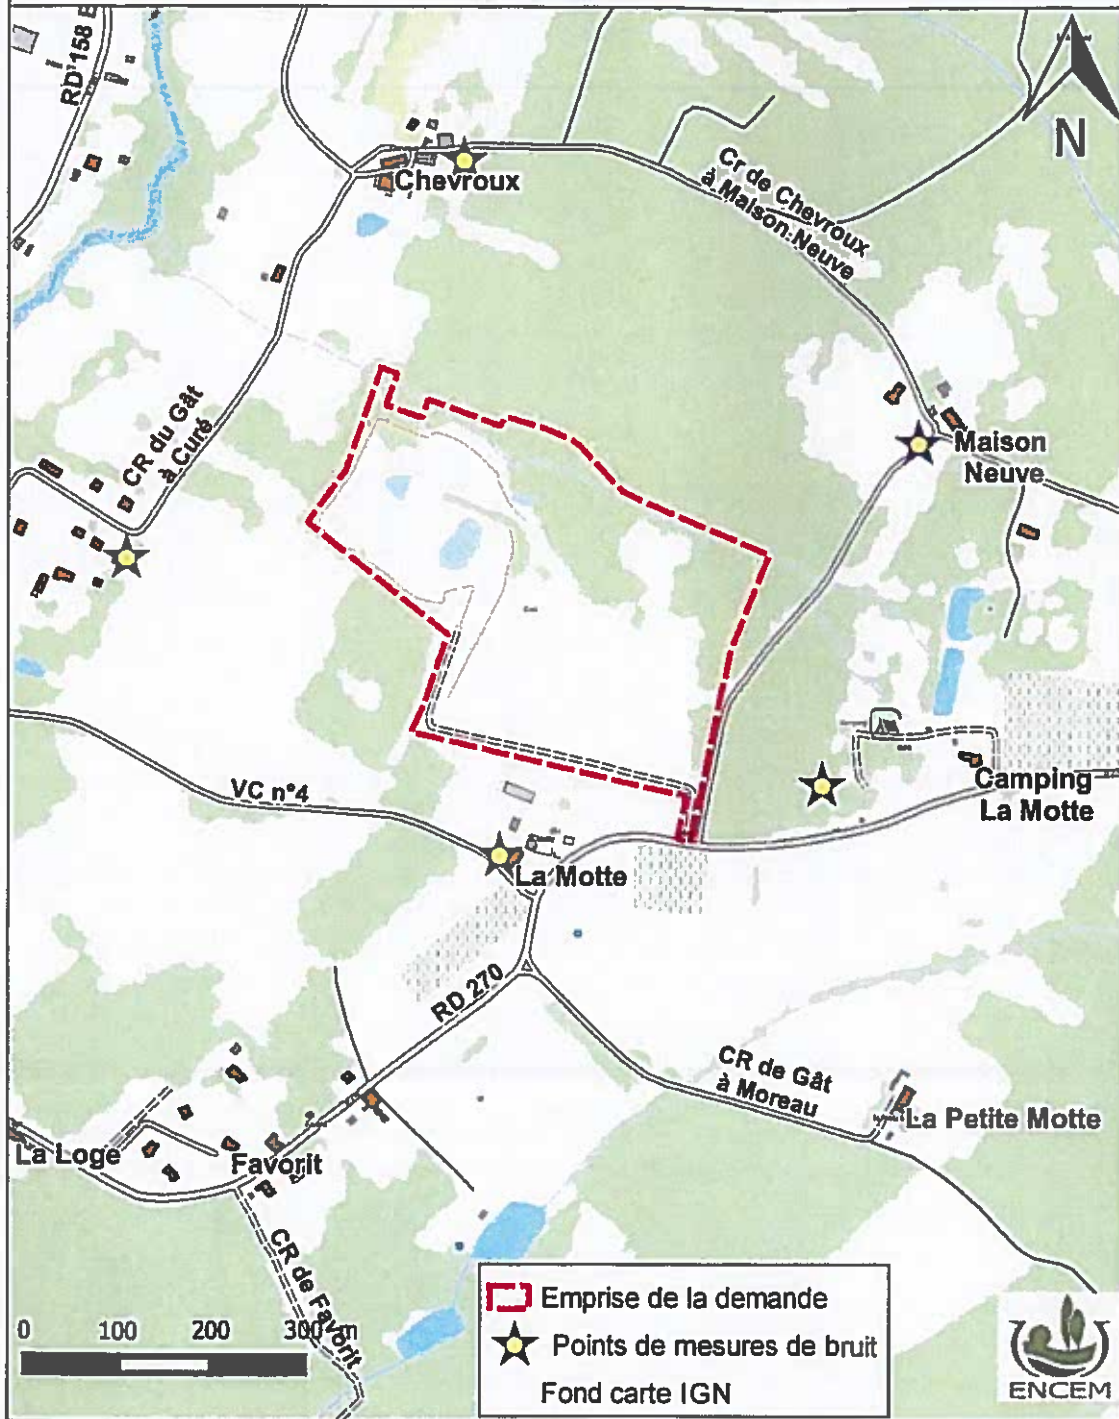 RD 158 E
N
Chevroux
Cr de Chevroux
à Maison Neuve
CR du Gât
à Curé
Maison
Neuve
VC n°4
Camping
La Motte
La Motte
RD 270
CR de Gât
à Moreau
La Petite Motte
La Loge
Favorit
CR de Favorit
0 100 200 300 m
Emprise de la demande
Points de mesures de bruit
Fond carte IGN
ENCEM